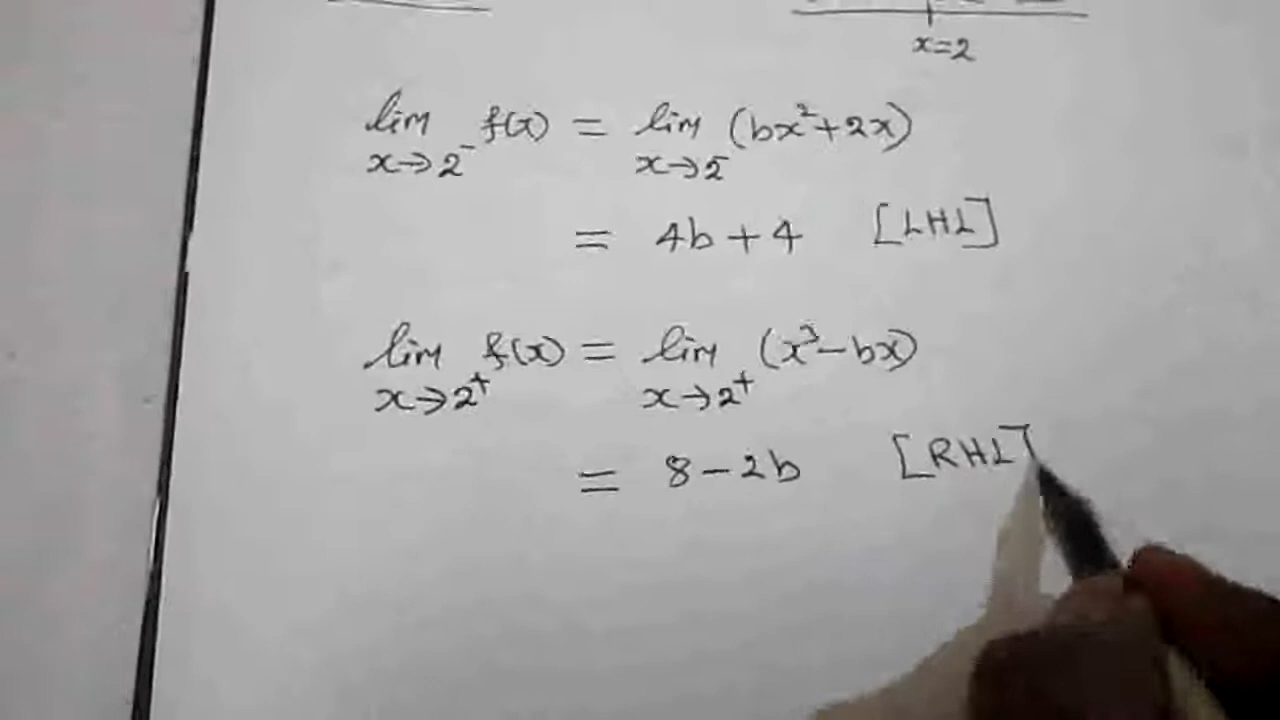 x=2
lim f(x) = lim (bx²+2x)
x→2⁻ x→2⁻
= 4b+4 [LHL]
lim f(x) = lim (x³−bx)
x→2⁺ x→2⁺
= 8−2b [RHL]